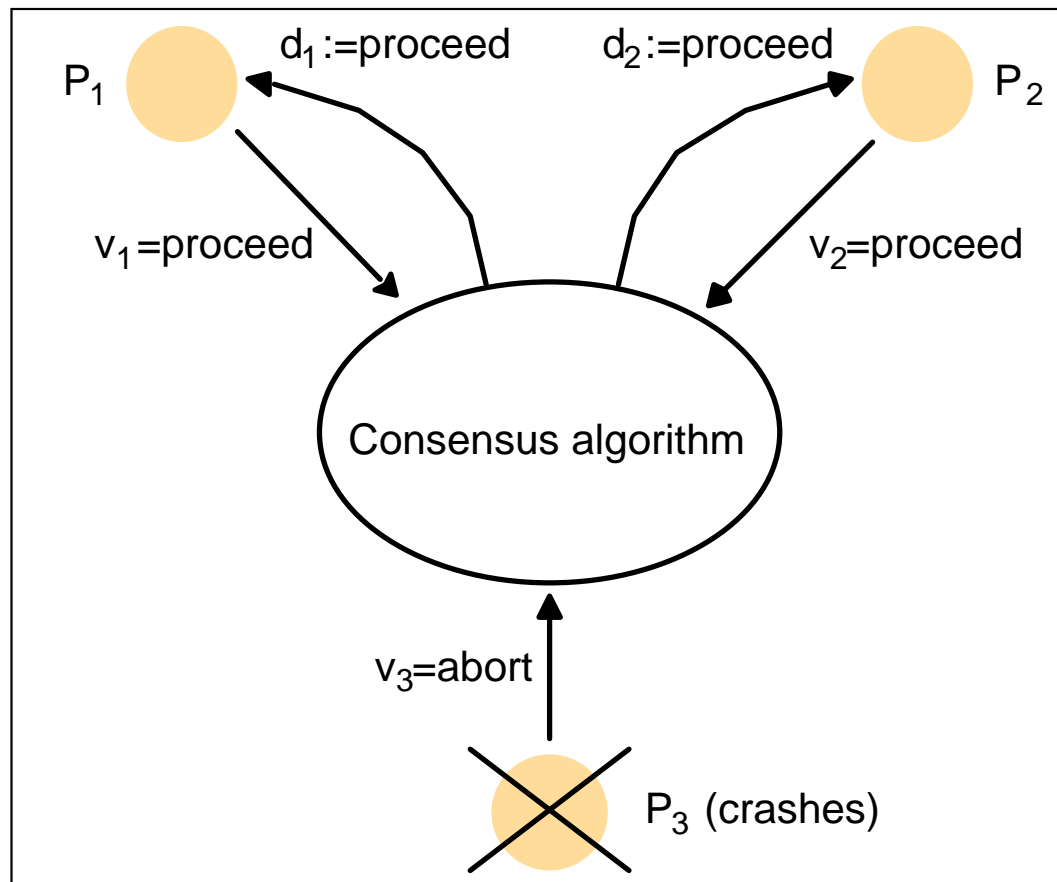 d1:=proceed
d2:=proceed
P1
P2
v1=proceed
v2=proceed
Consensus algorithm
v3=abort
P3 (crashes)